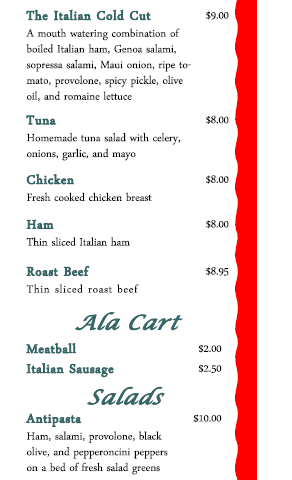 The Italian Cold Cut $9.00
A mouth watering combination of
boiled Italian ham, Genoa salami,
sopressa salami, Maui onion, ripe to-
mato, provolone, spicy pickle, olive
oil, and romaine lettuce
Tuna $8.00
Homemade tuna salad with celery,
onions, garlic, and mayo
Chicken $8.00
Fresh cooked chicken breast
Ham $8.00
Thin sliced Italian ham
Roast Beef $8.95
Thin sliced roast beef
Ala Cart
Meatball $2.00
Italian Sausage $2.50
Salads
Antipasta $10.00
Ham, salami, provolone, black
olive, and pepperoncini peppers
on a bed of fresh salad greens